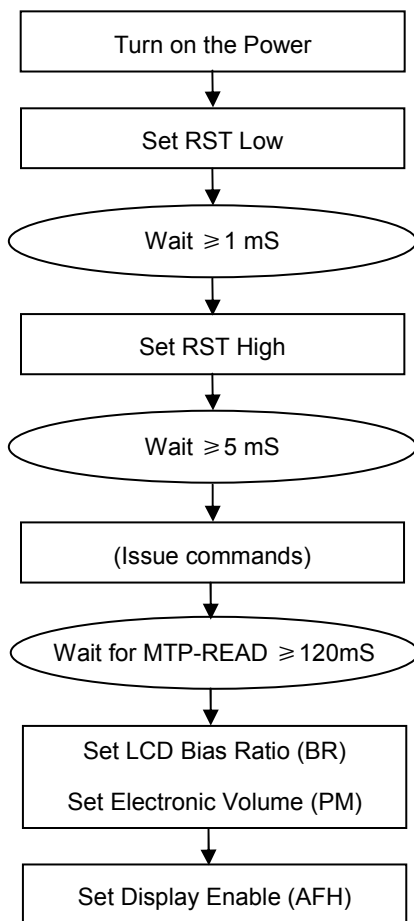 Turn on the Power
Set RST Low
Wait ≥1 mS
Set RST High
Wait ≥5 mS
(Issue commands)
Wait for MTP-READ ≥120mS
Set LCD Bias Ratio (BR)
Set Electronic Volume (PM)
Set Display Enable (AFH)